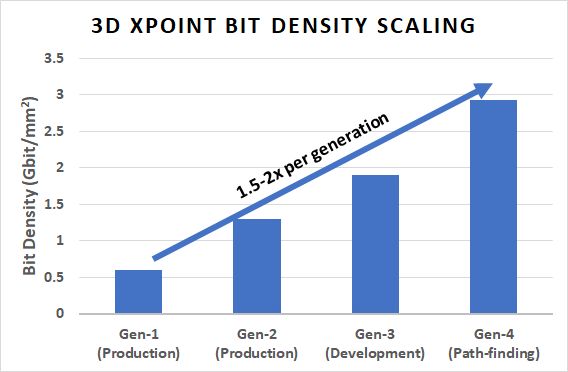 3D XPOINT BIT DENSITY SCALING
Bit Density (Gbit/mm²)
3.5
3
2.5
2
1.5
1
0.5
0
1.5-2x per generation
Gen-1
(Production)
Gen-2
(Production)
Gen-3
(Development)
Gen-4
(Path-finding)